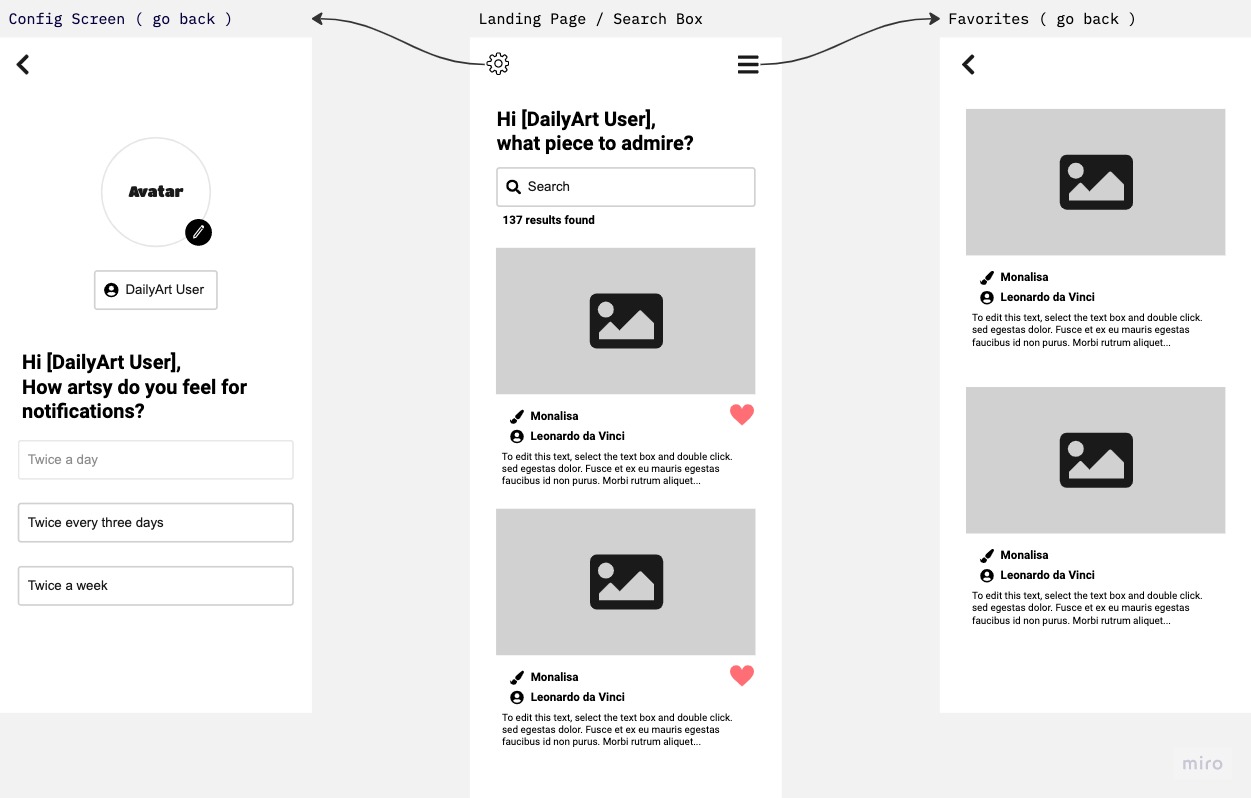 Config Screen ( go back )
Avatar
DailyArt User
Hi [DailyArt User],
How artsy do you feel for
notifications?
Twice a day
Twice every three days
Twice a week
Landing Page / Search Box
Hi [DailyArt User],
what piece to admire?
Search
137 results found
Monalisa
Leonardo da Vinci
To edit this text, select the text box and double click.
sed egestas dolor. Fusce et ex eu mauris egestas
faucibus id non purus. Morbi rutrum aliquet...
Monalisa
Leonardo da Vinci
To edit this text, select the text box and double click.
sed egestas dolor. Fusce et ex eu mauris egestas
faucibus id non purus. Morbi rutrum aliquet...
Favorites ( go back )
Monalisa
Leonardo da Vinci
To edit this text, select the text box and double click.
sed egestas dolor. Fusce et ex eu mauris egestas
faucibus id non purus. Morbi rutrum aliquet...
Monalisa
Leonardo da Vinci
To edit this text, select the text box and double click.
sed egestas dolor. Fusce et ex eu mauris egestas
faucibus id non purus. Morbi rutrum aliquet...
miro